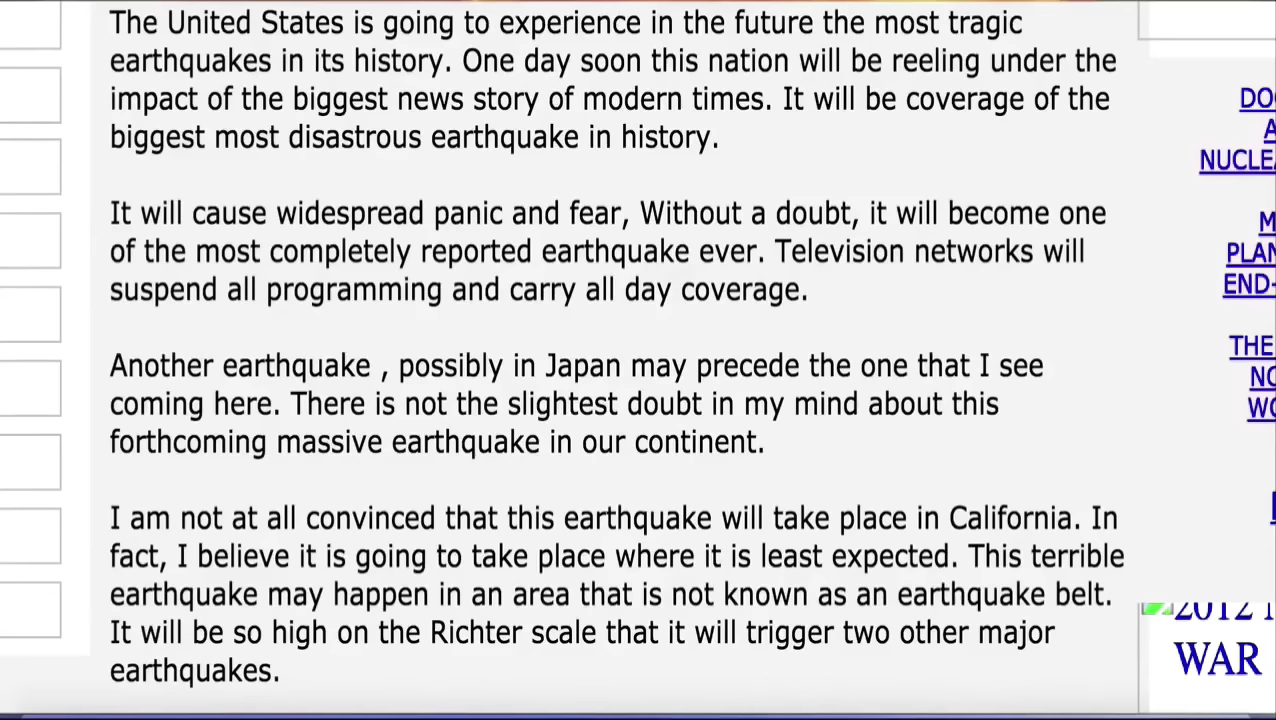 The United States is going to experience in the future the most tragic
earthquakes in its history. One day soon this nation will be reeling under the
impact of the biggest news story of modern times. It will be coverage of the
biggest most disastrous earthquake in history.
It will cause widespread panic and fear, Without a doubt, it will become one
of the most completely reported earthquake ever. Television networks will
suspend all programming and carry all day coverage.
Another earthquake , possibly in Japan may precede the one that I see
coming here. There is not the slightest doubt in my mind about this
forthcoming massive earthquake in our continent.
I am not at all convinced that this earthquake will take place in California. In
fact, I believe it is going to take place where it is least expected. This terrible
earthquake may happen in an area that is not known as an earthquake belt.
It will be so high on the Richter scale that it will trigger two other major
earthquakes.
THE
2012
WAR